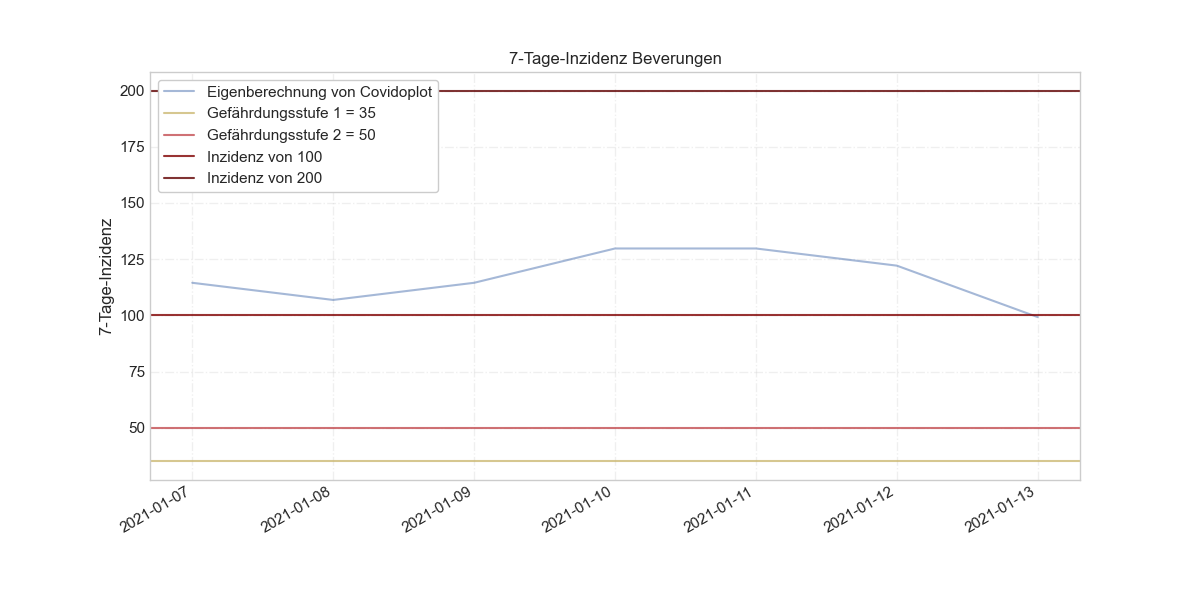 7-Tage-Inzidenz Beverungen
Eigenberechnung von Covidoplot
Gefährdungsstufe 1 = 35
Gefährdungsstufe 2 = 50
Inzidenz von 100
Inzidenz von 200
7-Tage-Inzidenz
200
175
150
125
100
75
50
2021-01-07
2021-01-08
2021-01-09
2021-01-10
2021-01-11
2021-01-12
2021-01-13